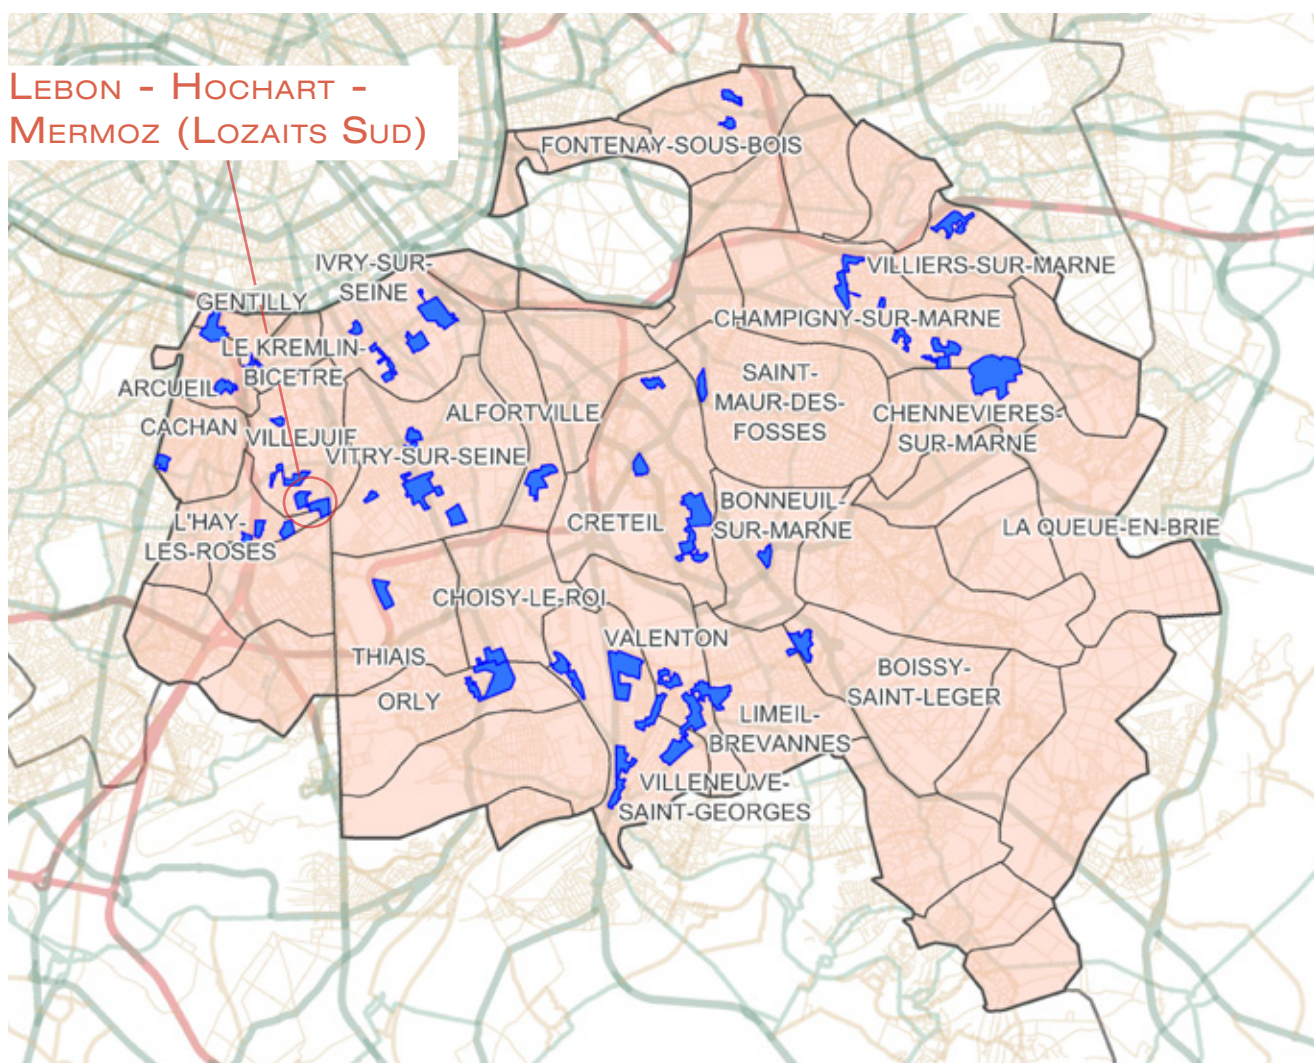 Lebon - Hochart -
Mermoz (Lozaits Sud)
FONTENAY-SOUS-BOIS
IVRY-SUR-
SEINE
GENTILLY
VILLIERS-SUR-MARNE
CHAMPIGNY-SUR-MARNE
LE KREMLIN-
BICETRE
ARCUEIL
SAINT-
MAUR-DES-
FOSSES
CHENNEVIERES-
SUR-MARNE
ALFORTVILLE
CACHAN
VILLEJUIF
VITRY-SUR-SEINE
L'HAY-
LES-ROSES
CRETEIL
BONNEUIL-
SUR-MARNE
LA QUEUE-EN-BRIE
CHOISY-LE-ROI
VALENTON
THIAIS
ORLY
BOISSY-
SAINT-LEGER
LIMEIL-
BREVANNES
VILLENEUVE-
SAINT-GEORGES